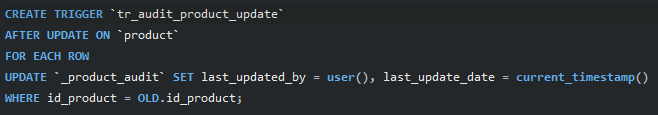 CREATE TRIGGER `tr_audit_product_update`
AFTER UPDATE ON `product`
FOR EACH ROW
UPDATE `_product_audit` SET last_updated_by = user(), last_update_date = current_timestamp()
WHERE id_product = OLD.id_product;